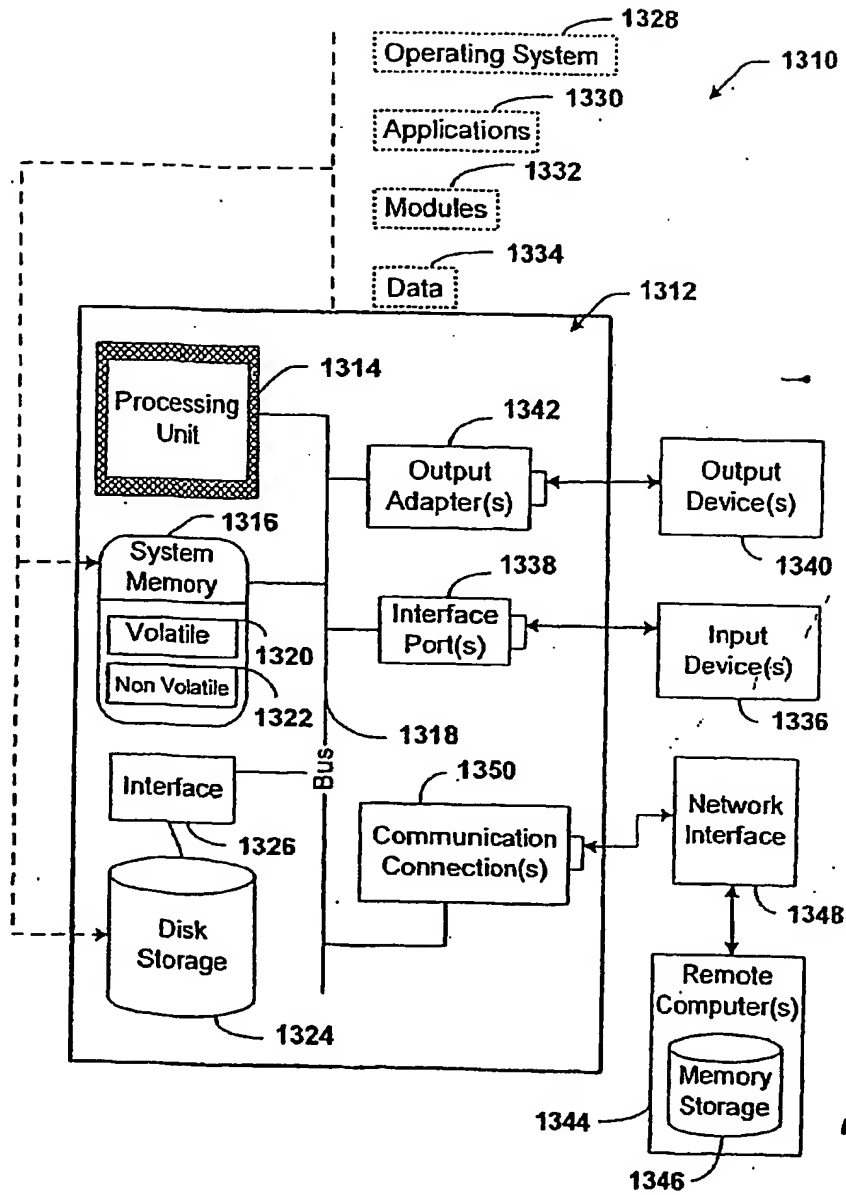 1328
Operating System
1310
1330
Applications
1332
Modules
1334
Data
1312
1314
Processing
Unit
1342
Output
Adapter(s)
Output
Device(s)
1340
1316
System
Memory
Volatile
1320
Non Volatile
1322
1338
Interface
Port(s)
Input
Device(s)
1336
1318
Bus
Interface
1326
1350
Communication
Connection(s)
Network
Interface
1348
Disk
Storage
1324
Remote
Computer(s)
Memory
Storage
1344
1346